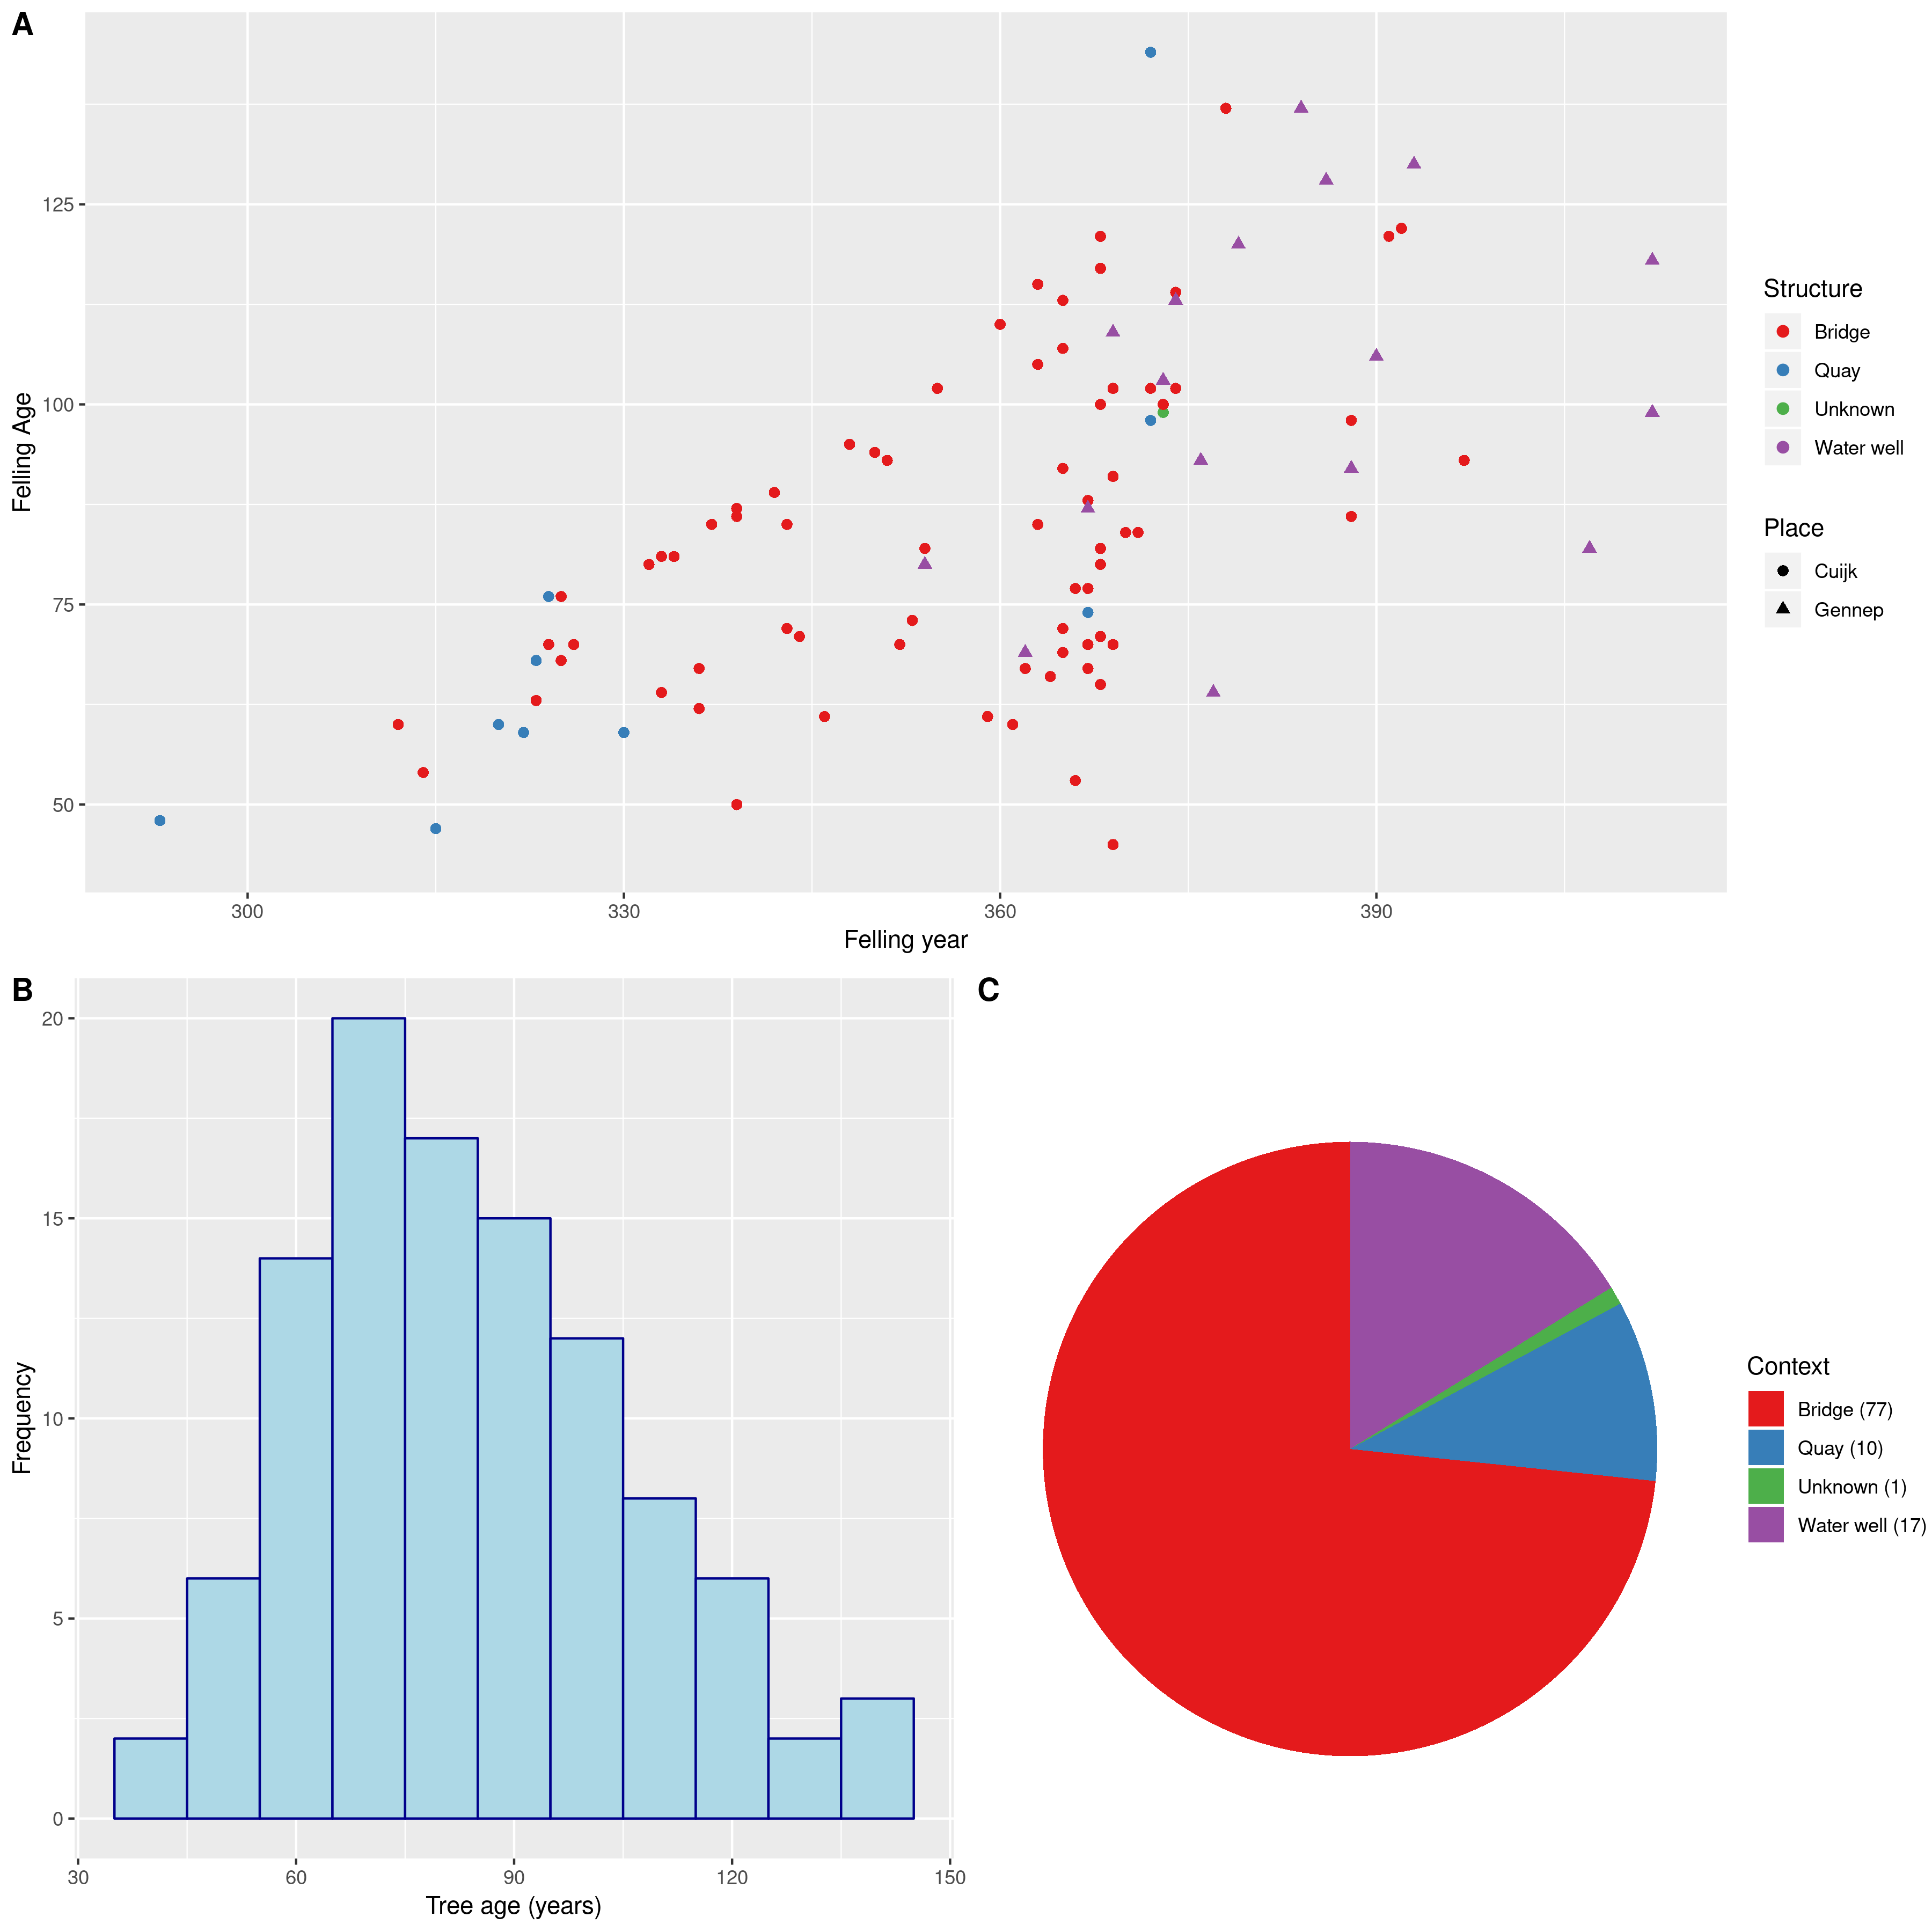 A
125
100
75
50
Felling Age
300 330 360 390
Felling year
Structure
Bridge
Quay
Unknown
Water well
Place
Cuijk
Gennep
B
20
15
10
5
0
Frequency
30 60 90 120 150
Tree age (years)
C
Context
Bridge (77)
Quay (10)
Unknown (1)
Water well (17)